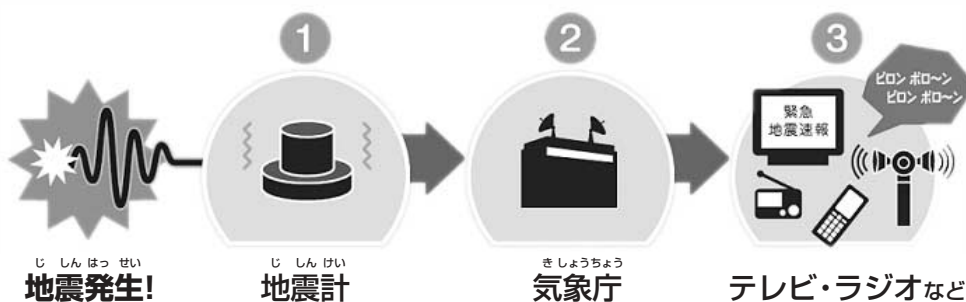 1
2
3
ピロン ポロ〜ン
ピロン ポロ〜ン
緊急
地震速報
じ しん はっ せい
地震発生!
じ しん けい
地震計
き しょうちょう
気象庁
テレビ・ラジオなど